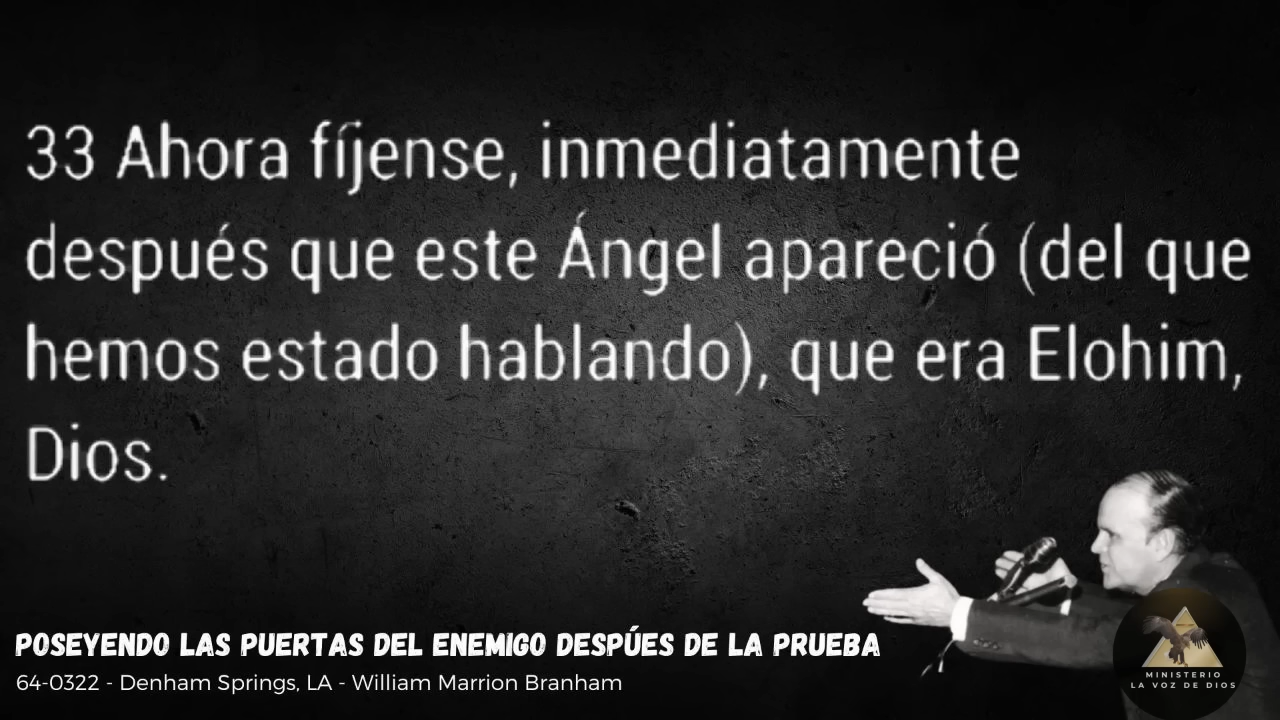 33 Ahora fíjense, inmediatamente
después que este Ángel apareció (del que
hemos estado hablando), que era Elohim,
Dios.
POSEYENDO LAS PUERTAS DEL ENEMIGO DESPÚES DE LA PRUEBA
64-0322 - Denham Springs, LA - William Marrion Branham
MINISTERIO
LA VOZ DE DIOS